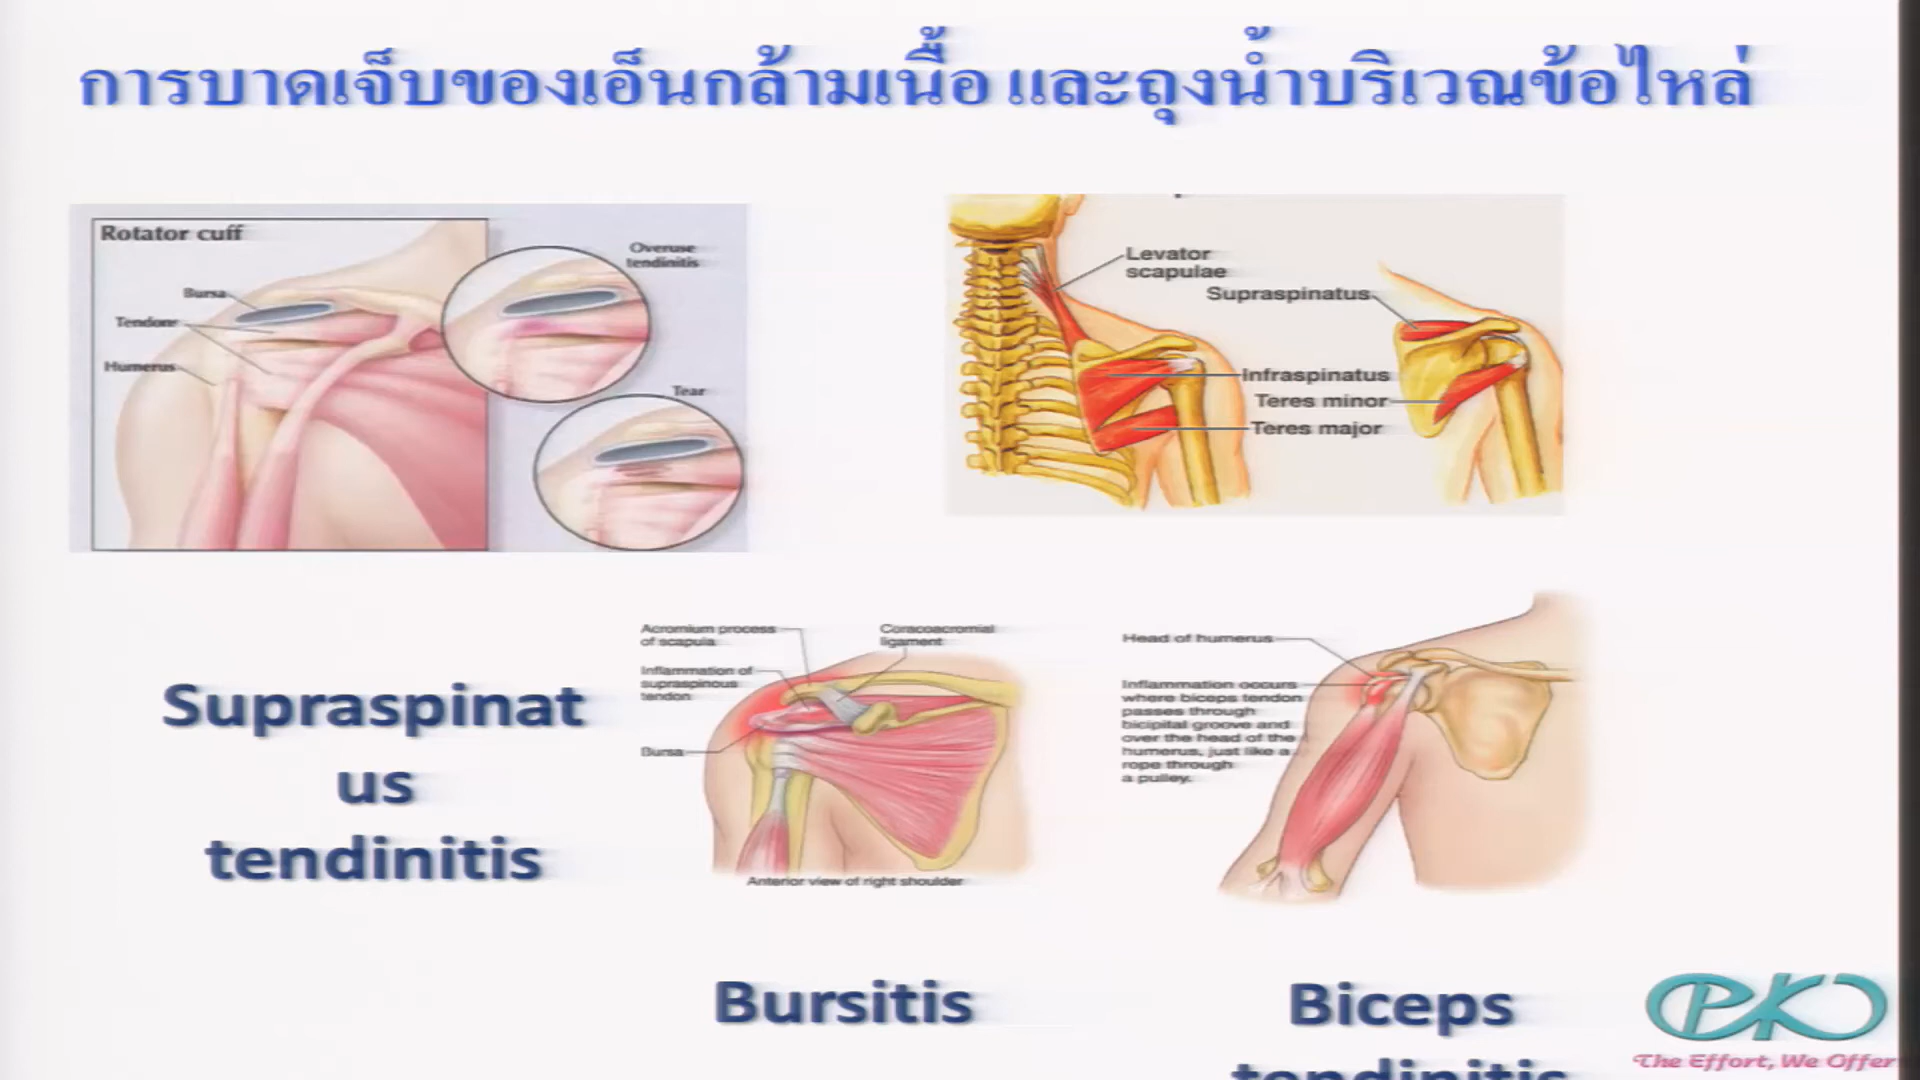 การบาดเจ็บของเอ็นกล้ามเนื้อ และถุงน้ำบริเวณข้อไหล่
Rotator cuff
Bursa
Tendons
Humerus
Overuse
tendinitis
Tear
Levator
scapulae
Supraspinatus
Infraspinatus
Teres minor
Teres major
Supraspinat
us
tendinitis
Acromium process
of scapula
Coracoacromial
ligament
Inflammation of
supraspinous
tendon
Bursa
Anterior view of right shoulder
Bursitis
Head of humerus
Inflammation occurs
where biceps tendon
passes through
bicipital groove and
over the head of the
humerus, just like a
rope through
a pulley.
Biceps
tendinitis
PKO
The Effort, We Offer